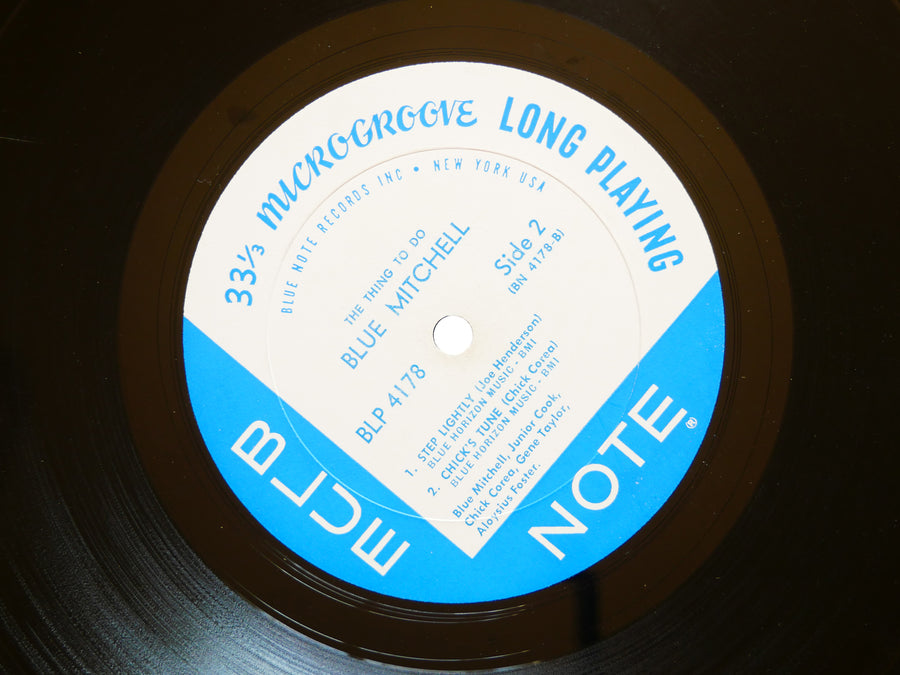 33⅓ MICROGROOVE LONG PLAYING
BLUE NOTE RECORDS INC • NEW YORK USA
THE THING TO DO
BLUE MITCHELL
Side 2
(BN 4178-B)
BLP 4178
1. STEP LIGHTLY (Joe Henderson)
BLUE HORIZON MUSIC - BMI
2. CHICK'S TUNE (Chick Corea)
BLUE HORIZON MUSIC - BMI
Blue Mitchell, Junior Cook,
Chick Corea, Gene Taylor,
Aloysius Foster.
BLUE
NOTE®